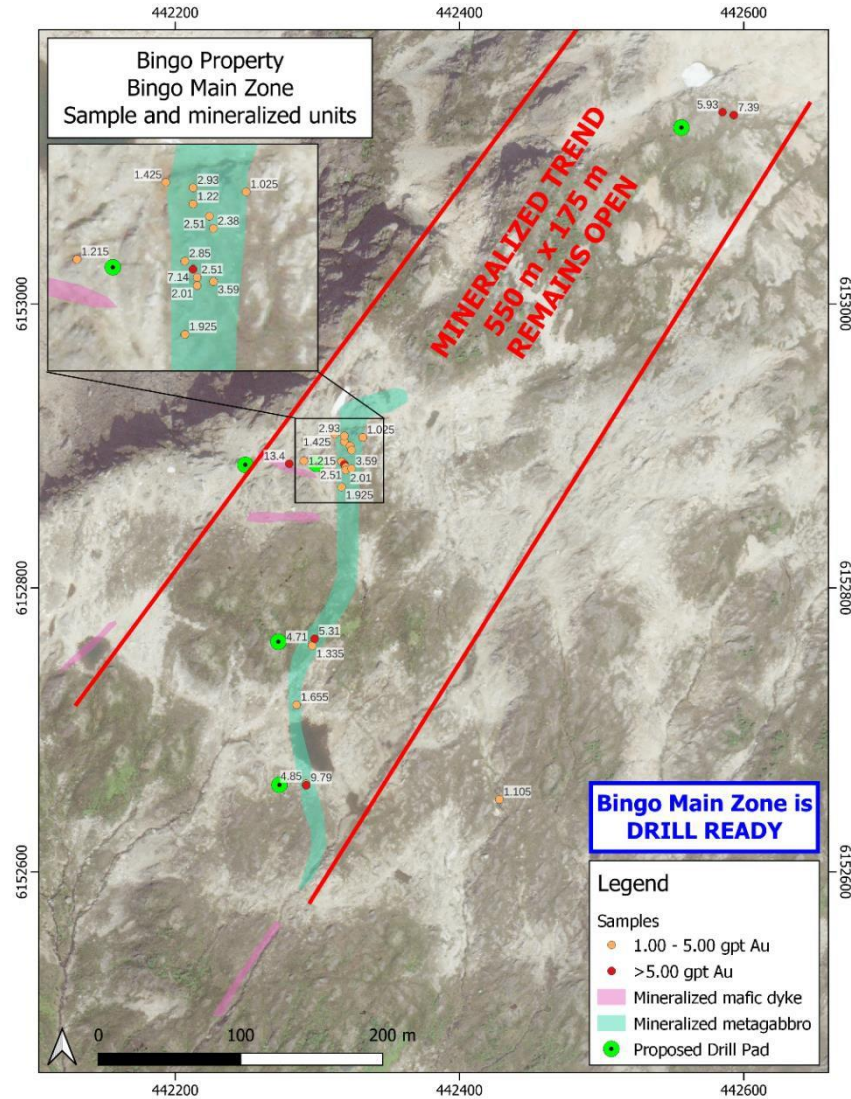 442200
442400
442600
Bingo Property
Bingo Main Zone
Sample and mineralized units
5.93
7.39
MINERALIZED TREND
550 m x 175 m
REMAINS OPEN
1.425
2.93
1.025
1.22
2.51
2.38
1.215
2.85
2.51
7.14
2.01
3.59
1.925
6153000
6153000
2.93
1.025
1.425
13.4
1.215
3.59
2.51
2.01
1.925
6152800
6152800
4.71
5.31
1.335
1.655
4.85
9.79
1.105
Bingo Main Zone is
DRILL READY
6152600
6152600
Legend
Samples
1.00 - 5.00 gpt Au
>5.00 gpt Au
Mineralized mafic dyke
Mineralized metagabbro
Proposed Drill Pad
0
100
200 m
442200
442400
442600